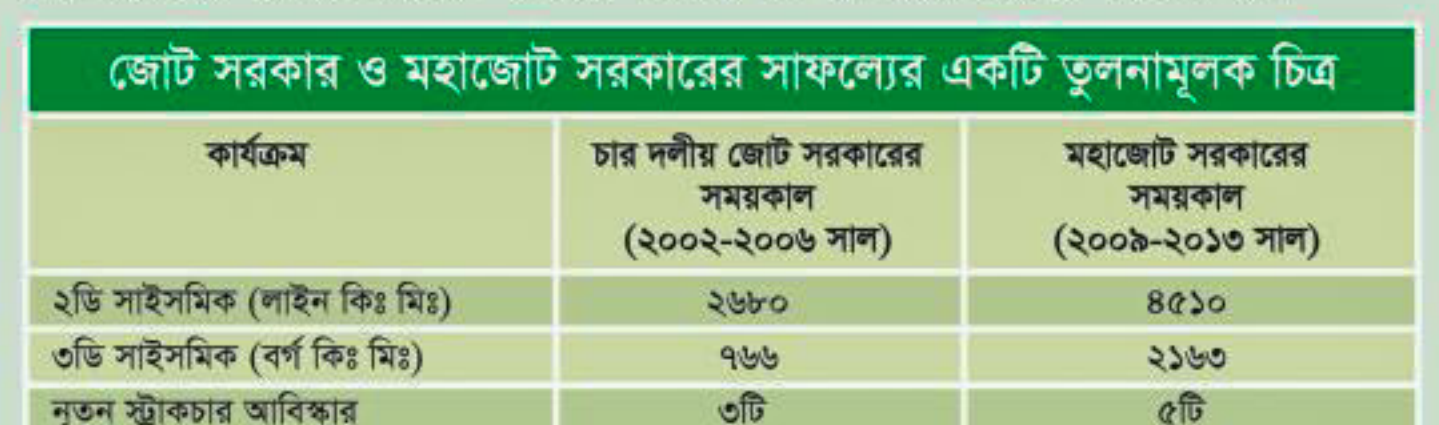 জোট সরকার ও মহাজোট সরকারের সাফল্যের একটি তুলনামূলক চিত্র
কার্যক্রম
চার দলীয় জোট সরকারের
সময়কাল
(২০০২-২০০৬ সাল)
মহাজোট সরকারের
সময়কাল
(২০০৯-২০১৩ সাল)
২ডি সাইসমিক (লাইন কিঃ মিঃ) ২৬৮০ ৪৫১০
৩ডি সাইসমিক (বর্গ কিঃ মিঃ) ৭৬৬ ২১৬৩
নতুন স্ট্রাকচার আবিস্কার ৩টি ৫টি